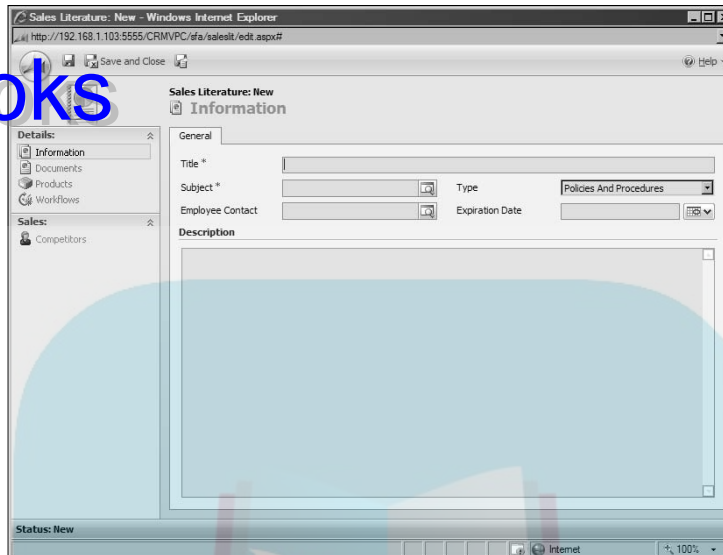 Sales Literature: New - Windows Internet Explorer
http://192.168.1.103:5555/CRMVPC/sfa/saleslit/edit.aspx#
Save and Close Help
oks
Sales Literature: New
Information
Details:
Information
Documents
Products
Workflows
Sales:
Competitors
General
Title *
Subject * Type Policies And Procedures
Employee Contact Expiration Date
Description
Status: New
Internet 100%